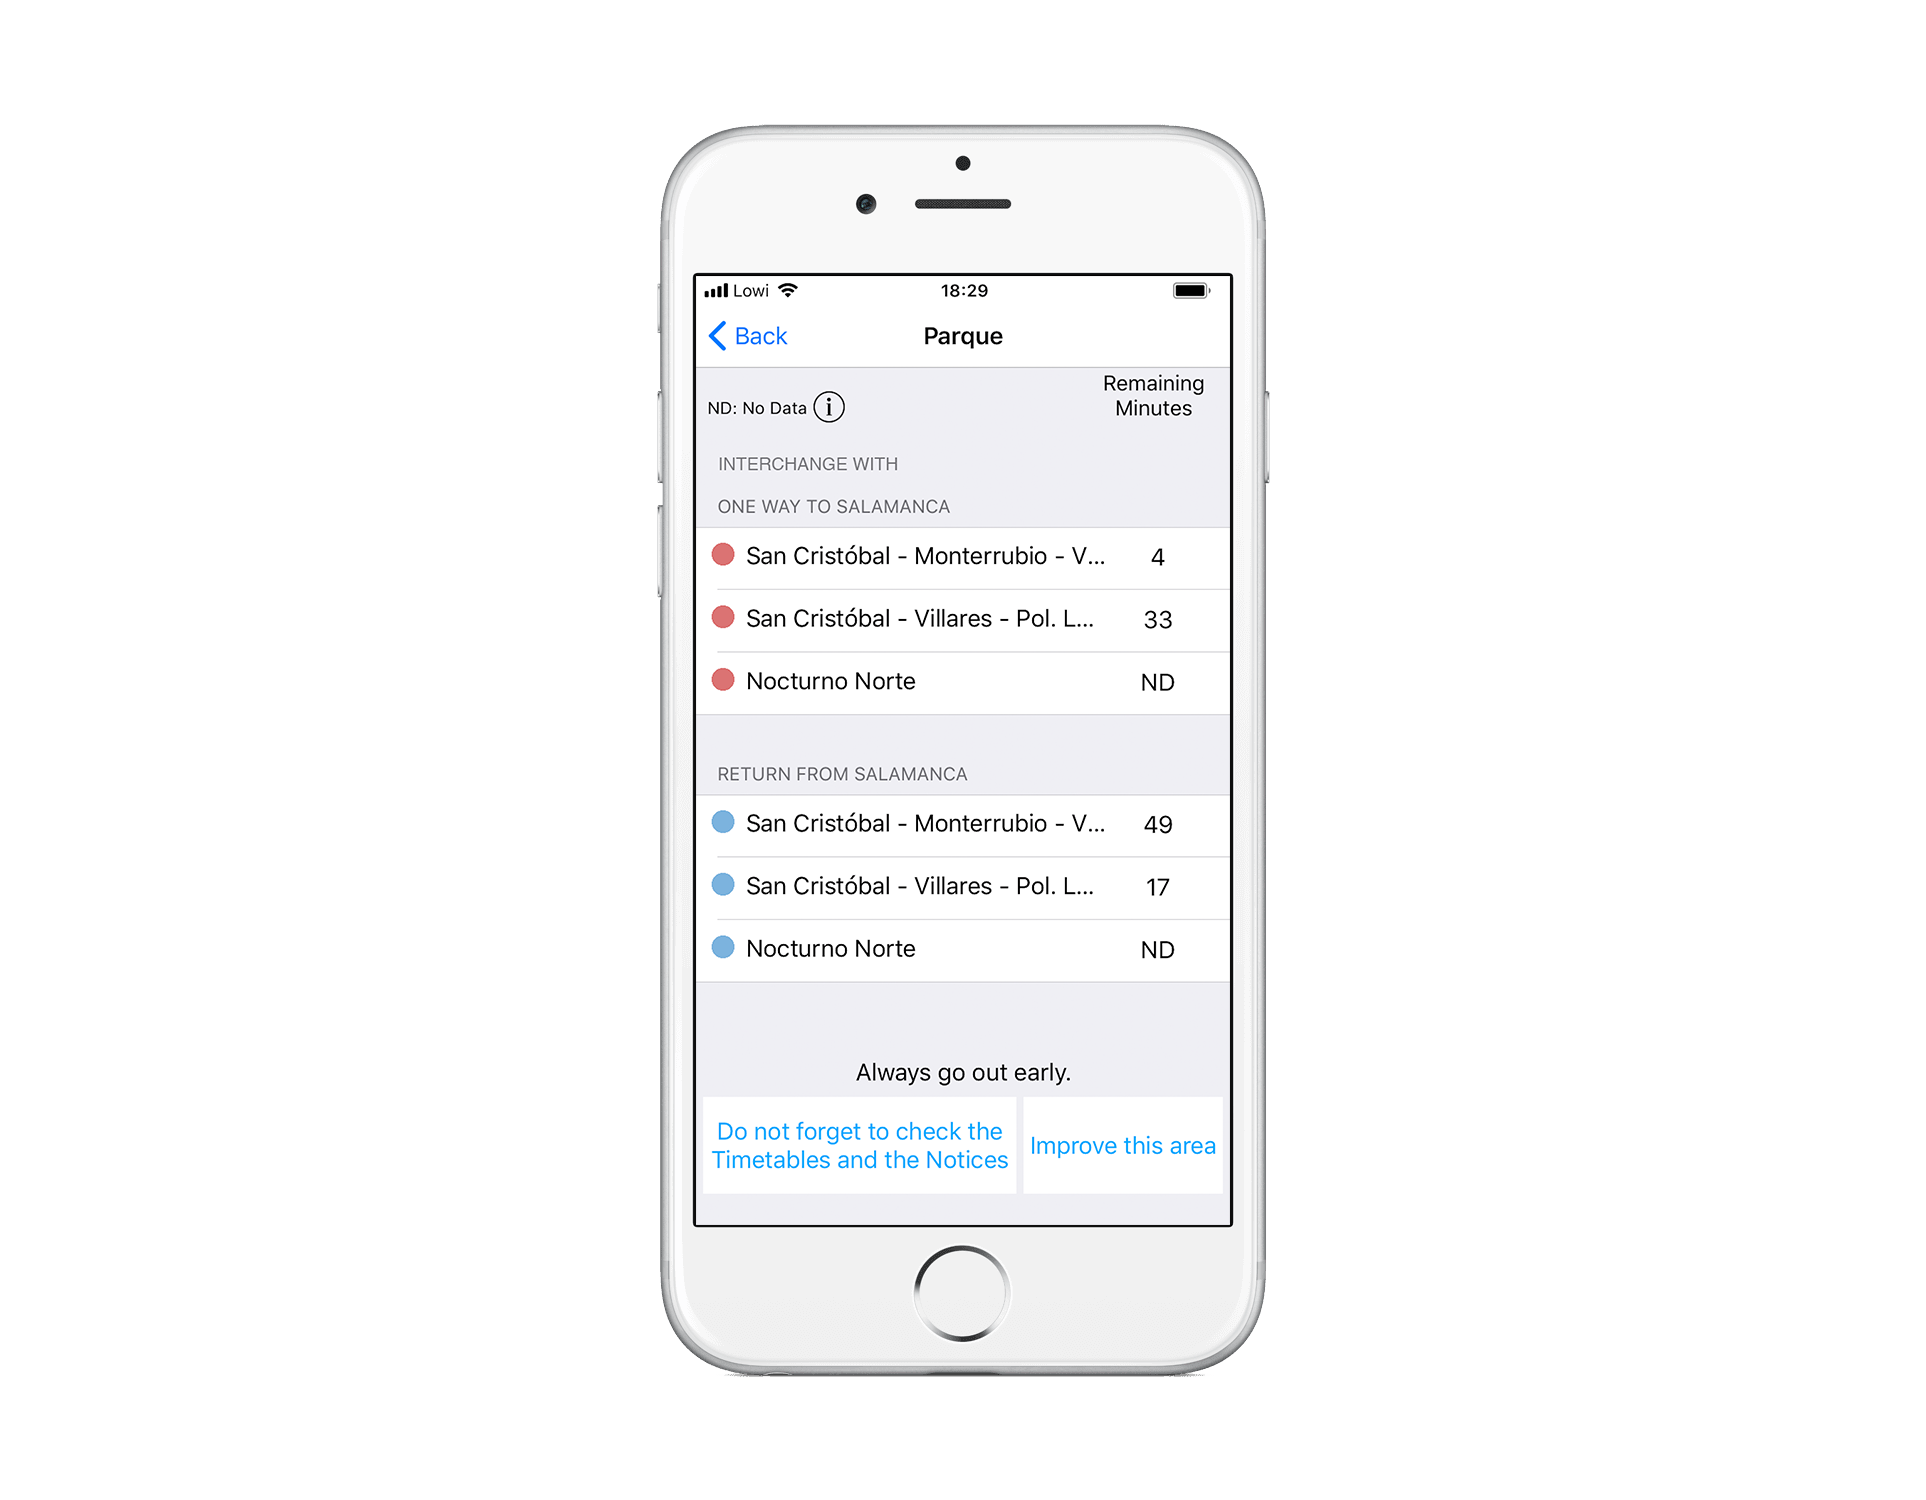 Lowi 18:29
Back Parque
Remaining
Minutes
ND: No Data i
INTERCHANGE WITH
ONE WAY TO SALAMANCA
San Cristóbal - Monterrubio - V... 4
San Cristóbal - Villares - Pol. L... 33
Nocturno Norte ND
RETURN FROM SALAMANCA
San Cristóbal - Monterrubio - V... 49
San Cristóbal - Villares - Pol. L... 17
Nocturno Norte ND
Always go out early.
Do not forget to check the
Timetables and the Notices
Improve this area